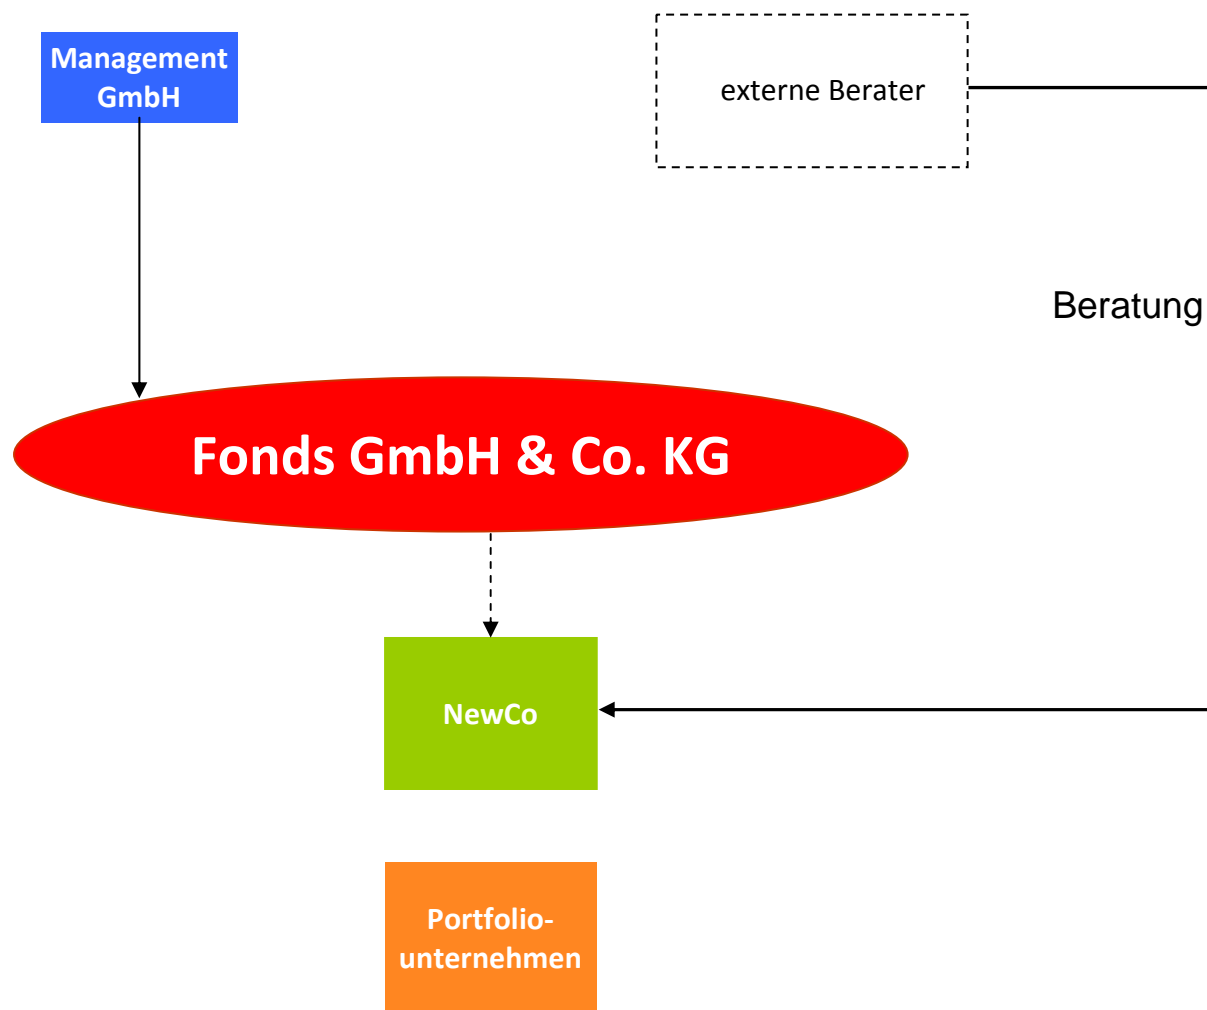 Management
GmbH
externe Berater
Beratung
Fonds GmbH & Co. KG
NewCo
Portfolio-
unternehmen